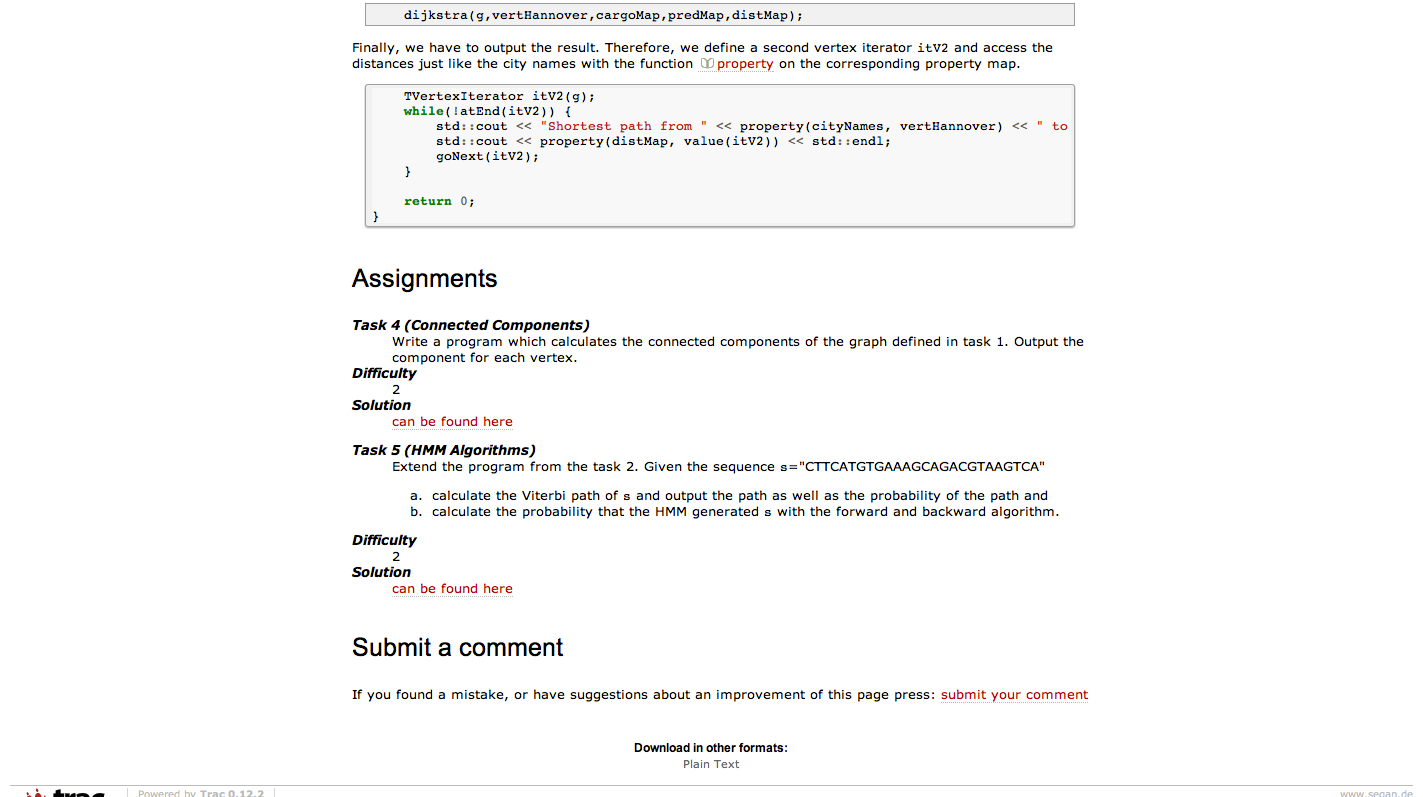 dijkstra(g,vertHannover,cargoMap,predMap,distMap);
Finally, we have to output the result. Therefore, we define a second vertex iterator itV2 and access the
distances just like the city names with the function property on the corresponding property map.
TVertexIterator itV2(g);
while(!atEnd(itV2)) {
std::cout << "Shortest path from " << property(cityNames, vertHannover) << " to
std::cout << property(distMap, value(itV2)) << std::endl;
goNext(itV2);
}
return 0;
}
Assignments
Task 4 (Connected Components)
Write a program which calculates the connected components of the graph defined in task 1. Output the
component for each vertex.
Difficulty
2
Solution
can be found here
Task 5 (HMM Algorithms)
Extend the program from the task 2. Given the sequence s="CTTCATGTGAAAGCAGACGTAAGTCA"
a. calculate the Viterbi path of s and output the path as well as the probability of the path and
b. calculate the probability that the HMM generated s with the forward and backward algorithm.
Difficulty
2
Solution
can be found here
Submit a comment
If you found a mistake, or have suggestions about an improvement of this page press: submit your comment
Download in other formats:
Plain Text
trac
Powered by Trac 0.12.2
www.seqan.de